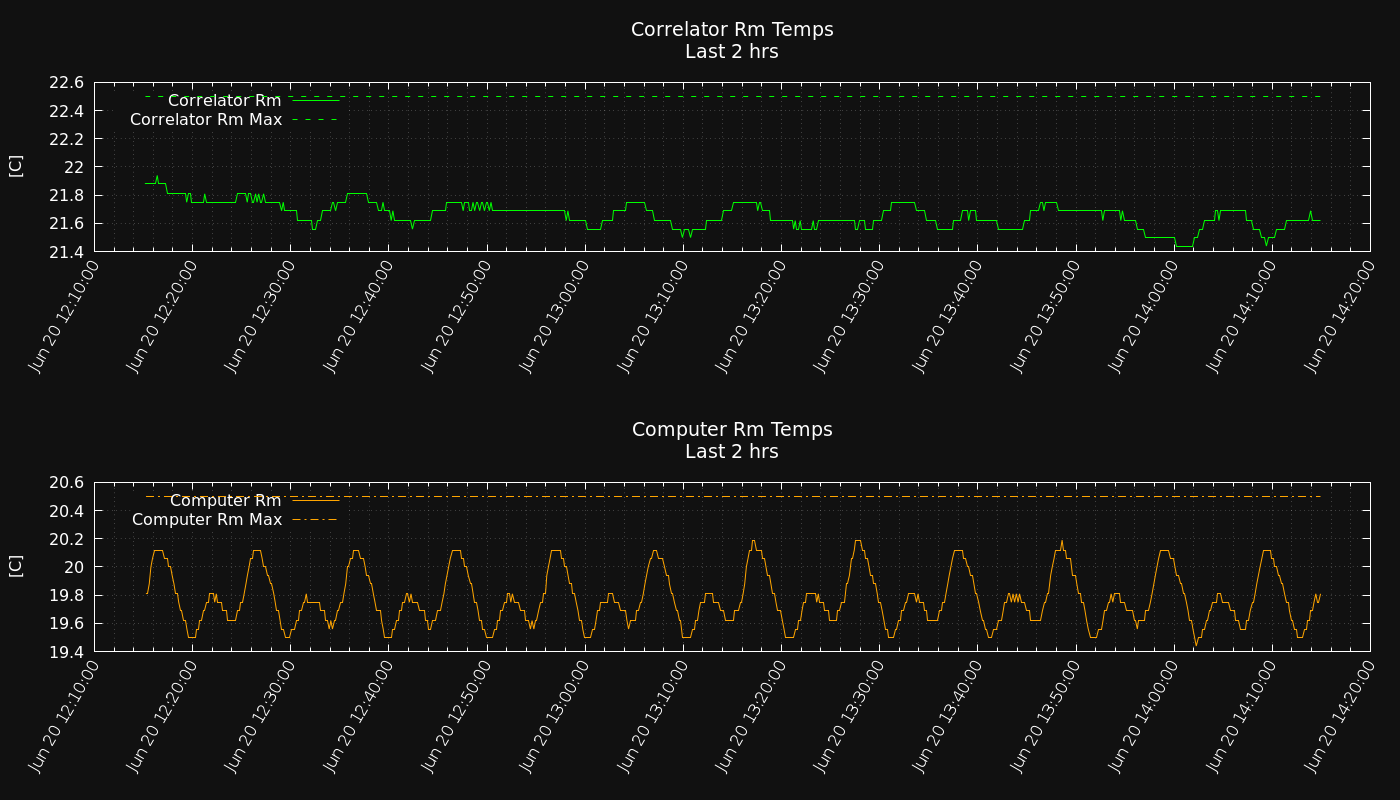 Correlator Rm Temps
Last 2 hrs
[C]
22.6
22.4
22.2
22
21.8
21.6
21.4
Correlator Rm
Correlator Rm Max
Jun 20 12:10:00
Jun 20 12:20:00
Jun 20 12:30:00
Jun 20 12:40:00
Jun 20 12:50:00
Jun 20 13:00:00
Jun 20 13:10:00
Jun 20 13:20:00
Jun 20 13:30:00
Jun 20 13:40:00
Jun 20 13:50:00
Jun 20 14:00:00
Jun 20 14:10:00
Jun 20 14:20:00
Computer Rm Temps
Last 2 hrs
[C]
20.6
20.4
20.2
20
19.8
19.6
19.4
Computer Rm
Computer Rm Max
Jun 20 12:10:00
Jun 20 12:20:00
Jun 20 12:30:00
Jun 20 12:40:00
Jun 20 12:50:00
Jun 20 13:00:00
Jun 20 13:10:00
Jun 20 13:20:00
Jun 20 13:30:00
Jun 20 13:40:00
Jun 20 13:50:00
Jun 20 14:00:00
Jun 20 14:10:00
Jun 20 14:20:00